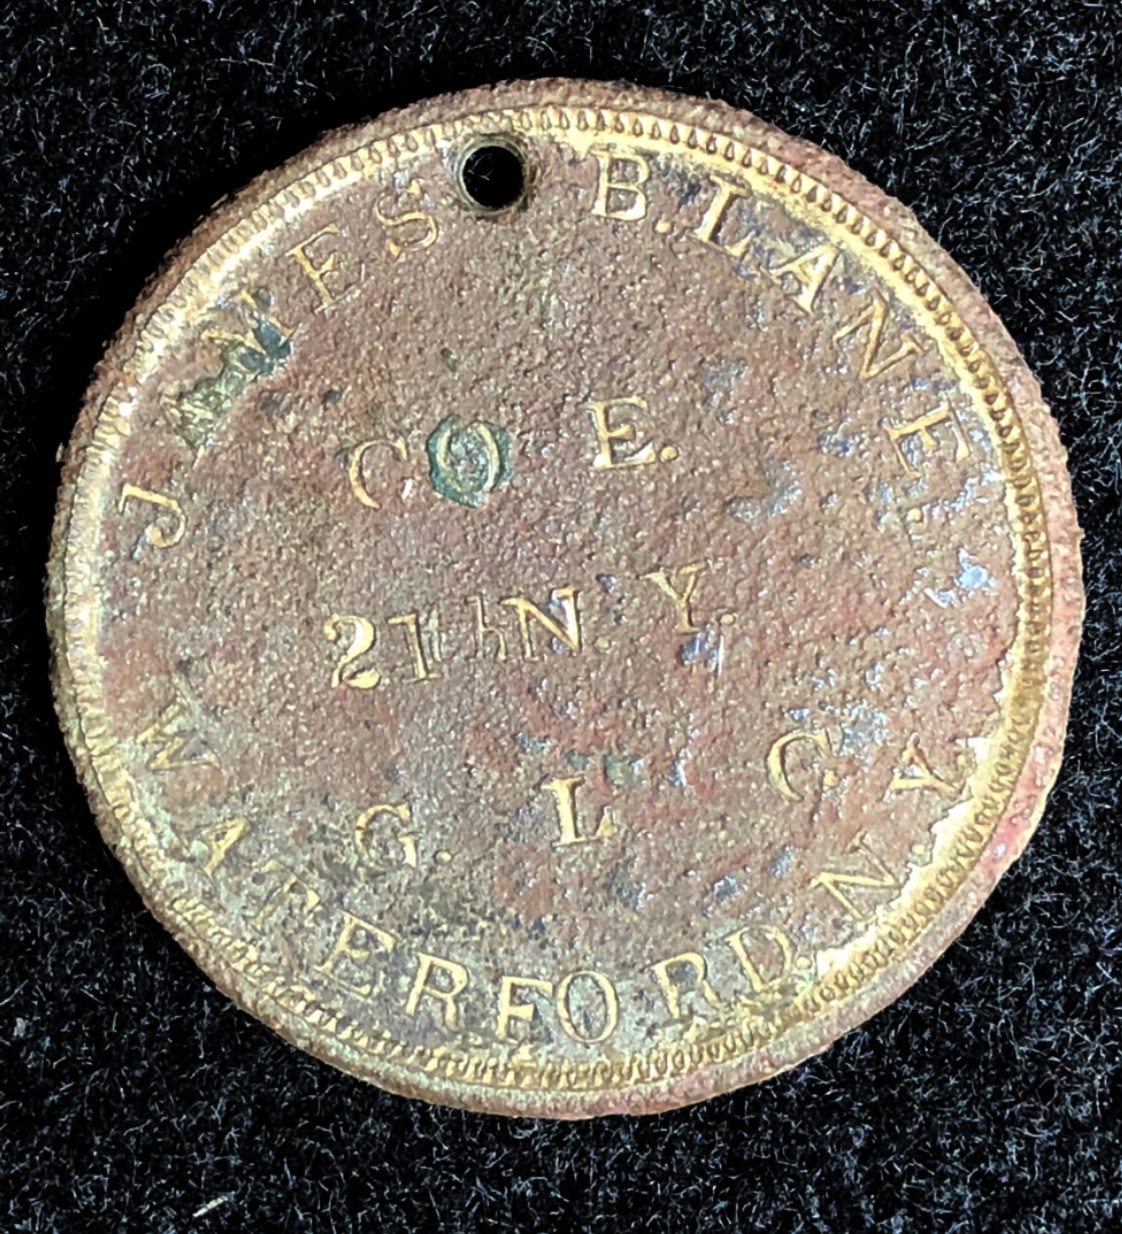 JAMES B. LANE.
CO. E.
21th N. Y.
G. L. C.
WATERFORD. N. Y.